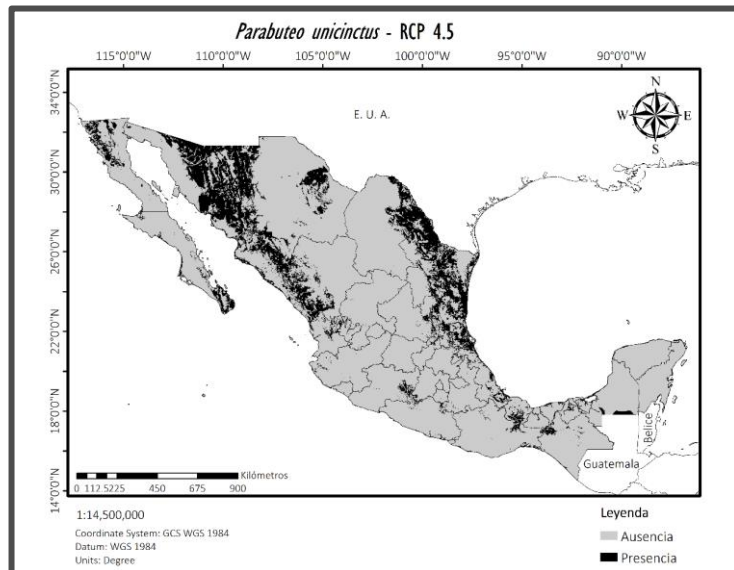 Parabuteo unicinctus - RCP 4.5
115°0'0"W 110°0'0"W 105°0'0"W 100°0'0"W 95°0'0"W 90°0'0"W
34°0'0"N
30°0'0"N
26°0'0"N
22°0'0"N
18°0'0"N
14°0'0"N
N
W E
S
E. U. A.
Belice
Guatemala
Kilómetros
0 112.5225 450 675 900
1:14,500,000
Coordinate System: GCS WGS 1984
Datum: WGS 1984
Units: Degree
Leyenda
Ausencia
Presencia